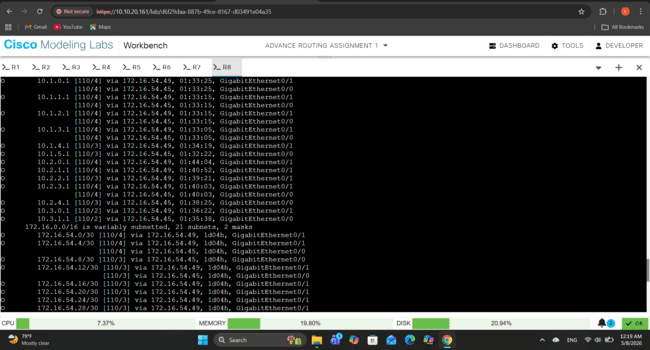 Not secure https://10.10.20.161/lab/d6f29daa-887b-49cr-8167-d03491e04a35
Gmail YouTube Maps All Bookmarks
Cisco Modeling Labs Workbench ADVANCE ROUTING ASSIGNMENT 1 DASHBOARD TOOLS DEVELOPER
R1 R2 R3 R4 R5 R6 R7 R8
O 10.1.0.1 [110/4] via 172.16.54.49, 01:33:25, GigabitEthernet0/1
[110/4] via 172.16.54.45, 01:33:25, GigabitEthernet0/0
O 10.1.1.1 [110/4] via 172.16.54.49, 01:33:15, GigabitEthernet0/1
[110/4] via 172.16.54.45, 01:33:15, GigabitEthernet0/0
O 10.1.2.1 [110/4] via 172.16.54.49, 01:33:15, GigabitEthernet0/1
[110/4] via 172.16.54.45, 01:33:15, GigabitEthernet0/0
O 10.1.3.1 [110/4] via 172.16.54.49, 01:33:05, GigabitEthernet0/1
[110/4] via 172.16.54.45, 01:33:05, GigabitEthernet0/0
O 10.1.4.1 [110/3] via 172.16.54.49, 01:34:19, GigabitEthernet0/1
O 10.1.5.1 [110/3] via 172.16.54.45, 01:32:22, GigabitEthernet0/0
O 10.2.0.1 [110/4] via 172.16.54.49, 01:44:04, GigabitEthernet0/1
O 10.2.1.1 [110/4] via 172.16.54.49, 01:40:52, GigabitEthernet0/1
O 10.2.2.1 [110/3] via 172.16.54.49, 01:39:21, GigabitEthernet0/1
O 10.2.3.1 [110/4] via 172.16.54.49, 01:40:03, GigabitEthernet0/1
[110/4] via 172.16.54.45, 01:40:03, GigabitEthernet0/0
O 10.2.4.1 [110/3] via 172.16.54.45, 01:38:25, GigabitEthernet0/0
O 10.3.0.1 [110/2] via 172.16.54.49, 01:36:22, GigabitEthernet0/1
O 10.3.1.1 [110/2] via 172.16.54.45, 01:35:38, GigabitEthernet0/0
172.16.0.0/16 is variably subnetted, 21 subnets, 2 masks
O 172.16.54.0/30 [110/4] via 172.16.54.49, 1d04h, GigabitEthernet0/1
O 172.16.54.4/30 [110/4] via 172.16.54.49, 1d04h, GigabitEthernet0/1
[110/4] via 172.16.54.45, 1d04h, GigabitEthernet0/0
O 172.16.54.8/30 [110/3] via 172.16.54.45, 1d04h, GigabitEthernet0/0
O 172.16.54.12/30 [110/3] via 172.16.54.49, 1d04h, GigabitEthernet0/1
[110/3] via 172.16.54.45, 1d04h, GigabitEthernet0/0
O 172.16.54.16/30 [110/3] via 172.16.54.49, 1d04h, GigabitEthernet0/1
O 172.16.54.20/30 [110/3] via 172.16.54.49, 1d04h, GigabitEthernet0/1
O 172.16.54.24/30 [110/3] via 172.16.54.49, 1d04h, GigabitEthernet0/1
O 172.16.54.28/30 [110/3] via 172.16.54.49, 1d04h, GigabitEthernet0/1
CPU 7.37% MEMORY 19.80% DISK 20.94% 2 OK
79°F
Mostly clear
Search
ENG
12:19 AM
5/8/2026